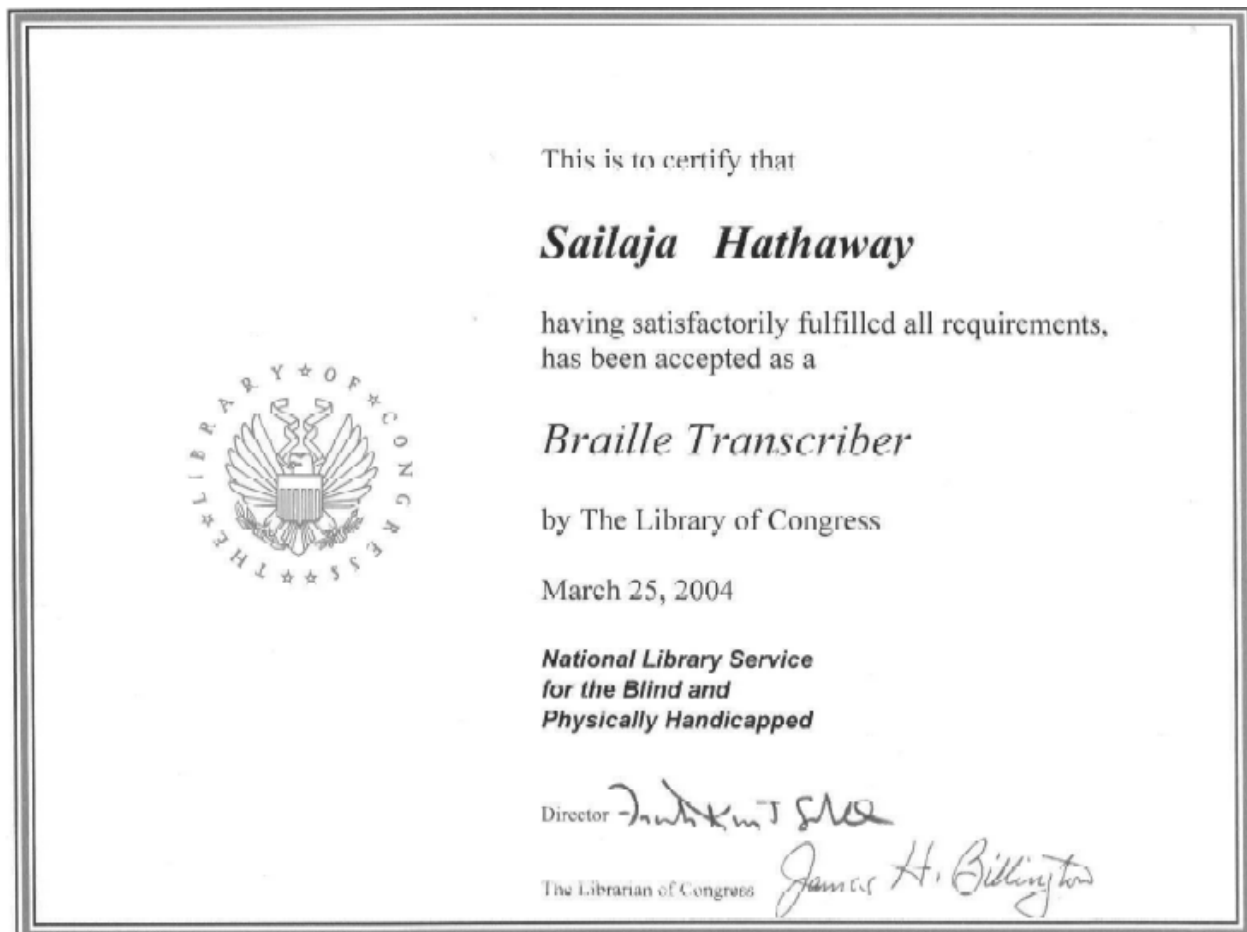 This is to certify that
Sailaja Hathaway
having satisfactorily fulfilled all requirements,
has been accepted as a
Braille Transcriber
by The Library of Congress
March 25, 2004
National Library Service
for the Blind and
Physically Handicapped
Director
The Librarian of Congress James H. Billington
THE ☆ LIBRARY ☆ OF ☆ CONGRESS ☆ ☆